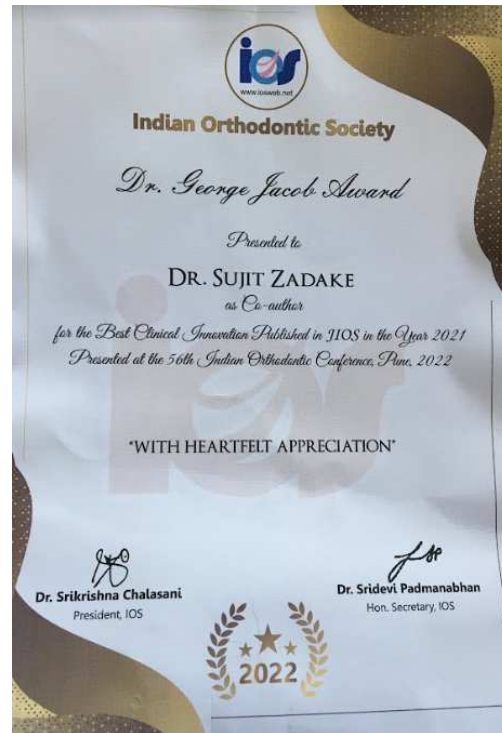 ios
www.iosweb.net
Indian Orthodontic Society
Dr. George Jacob Award
Presented to
DR. SUJIT ZADAKE
as Co-author
for the Best Clinical Innovation Published in JIOS in the Year 2021
Presented at the 56th Indian Orthodontic Conference, Pune, 2022
"WITH HEARTFELT APPRECIATION"
Dr. Srikrishna Chalasani
President, IOS
Dr. Sridevi Padmanabhan
Hon. Secretary, IOS
2022